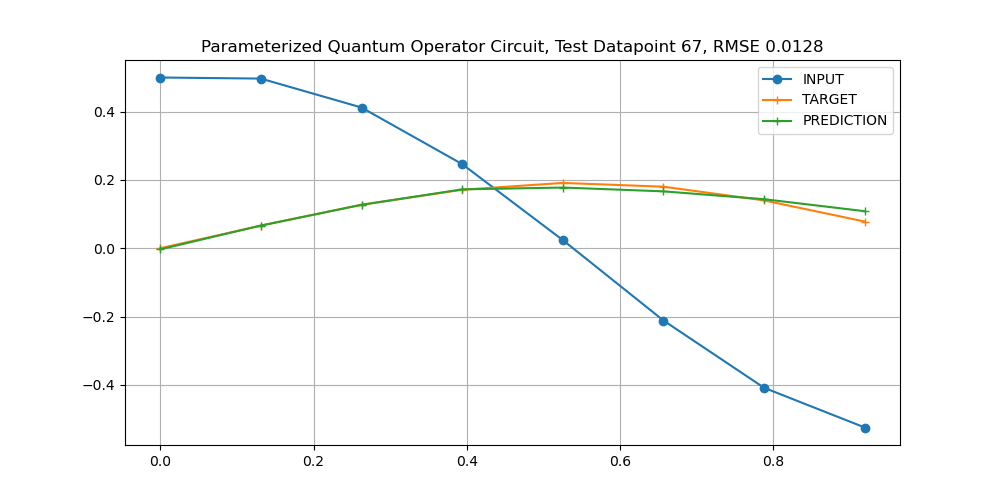 Parameterized Quantum Operator Circuit, Test Datapoint 67, RMSE 0.0128
INPUT
TARGET
PREDICTION
0.4
0.2
0.0
−0.2
−0.4
0.0 0.2 0.4 0.6 0.8